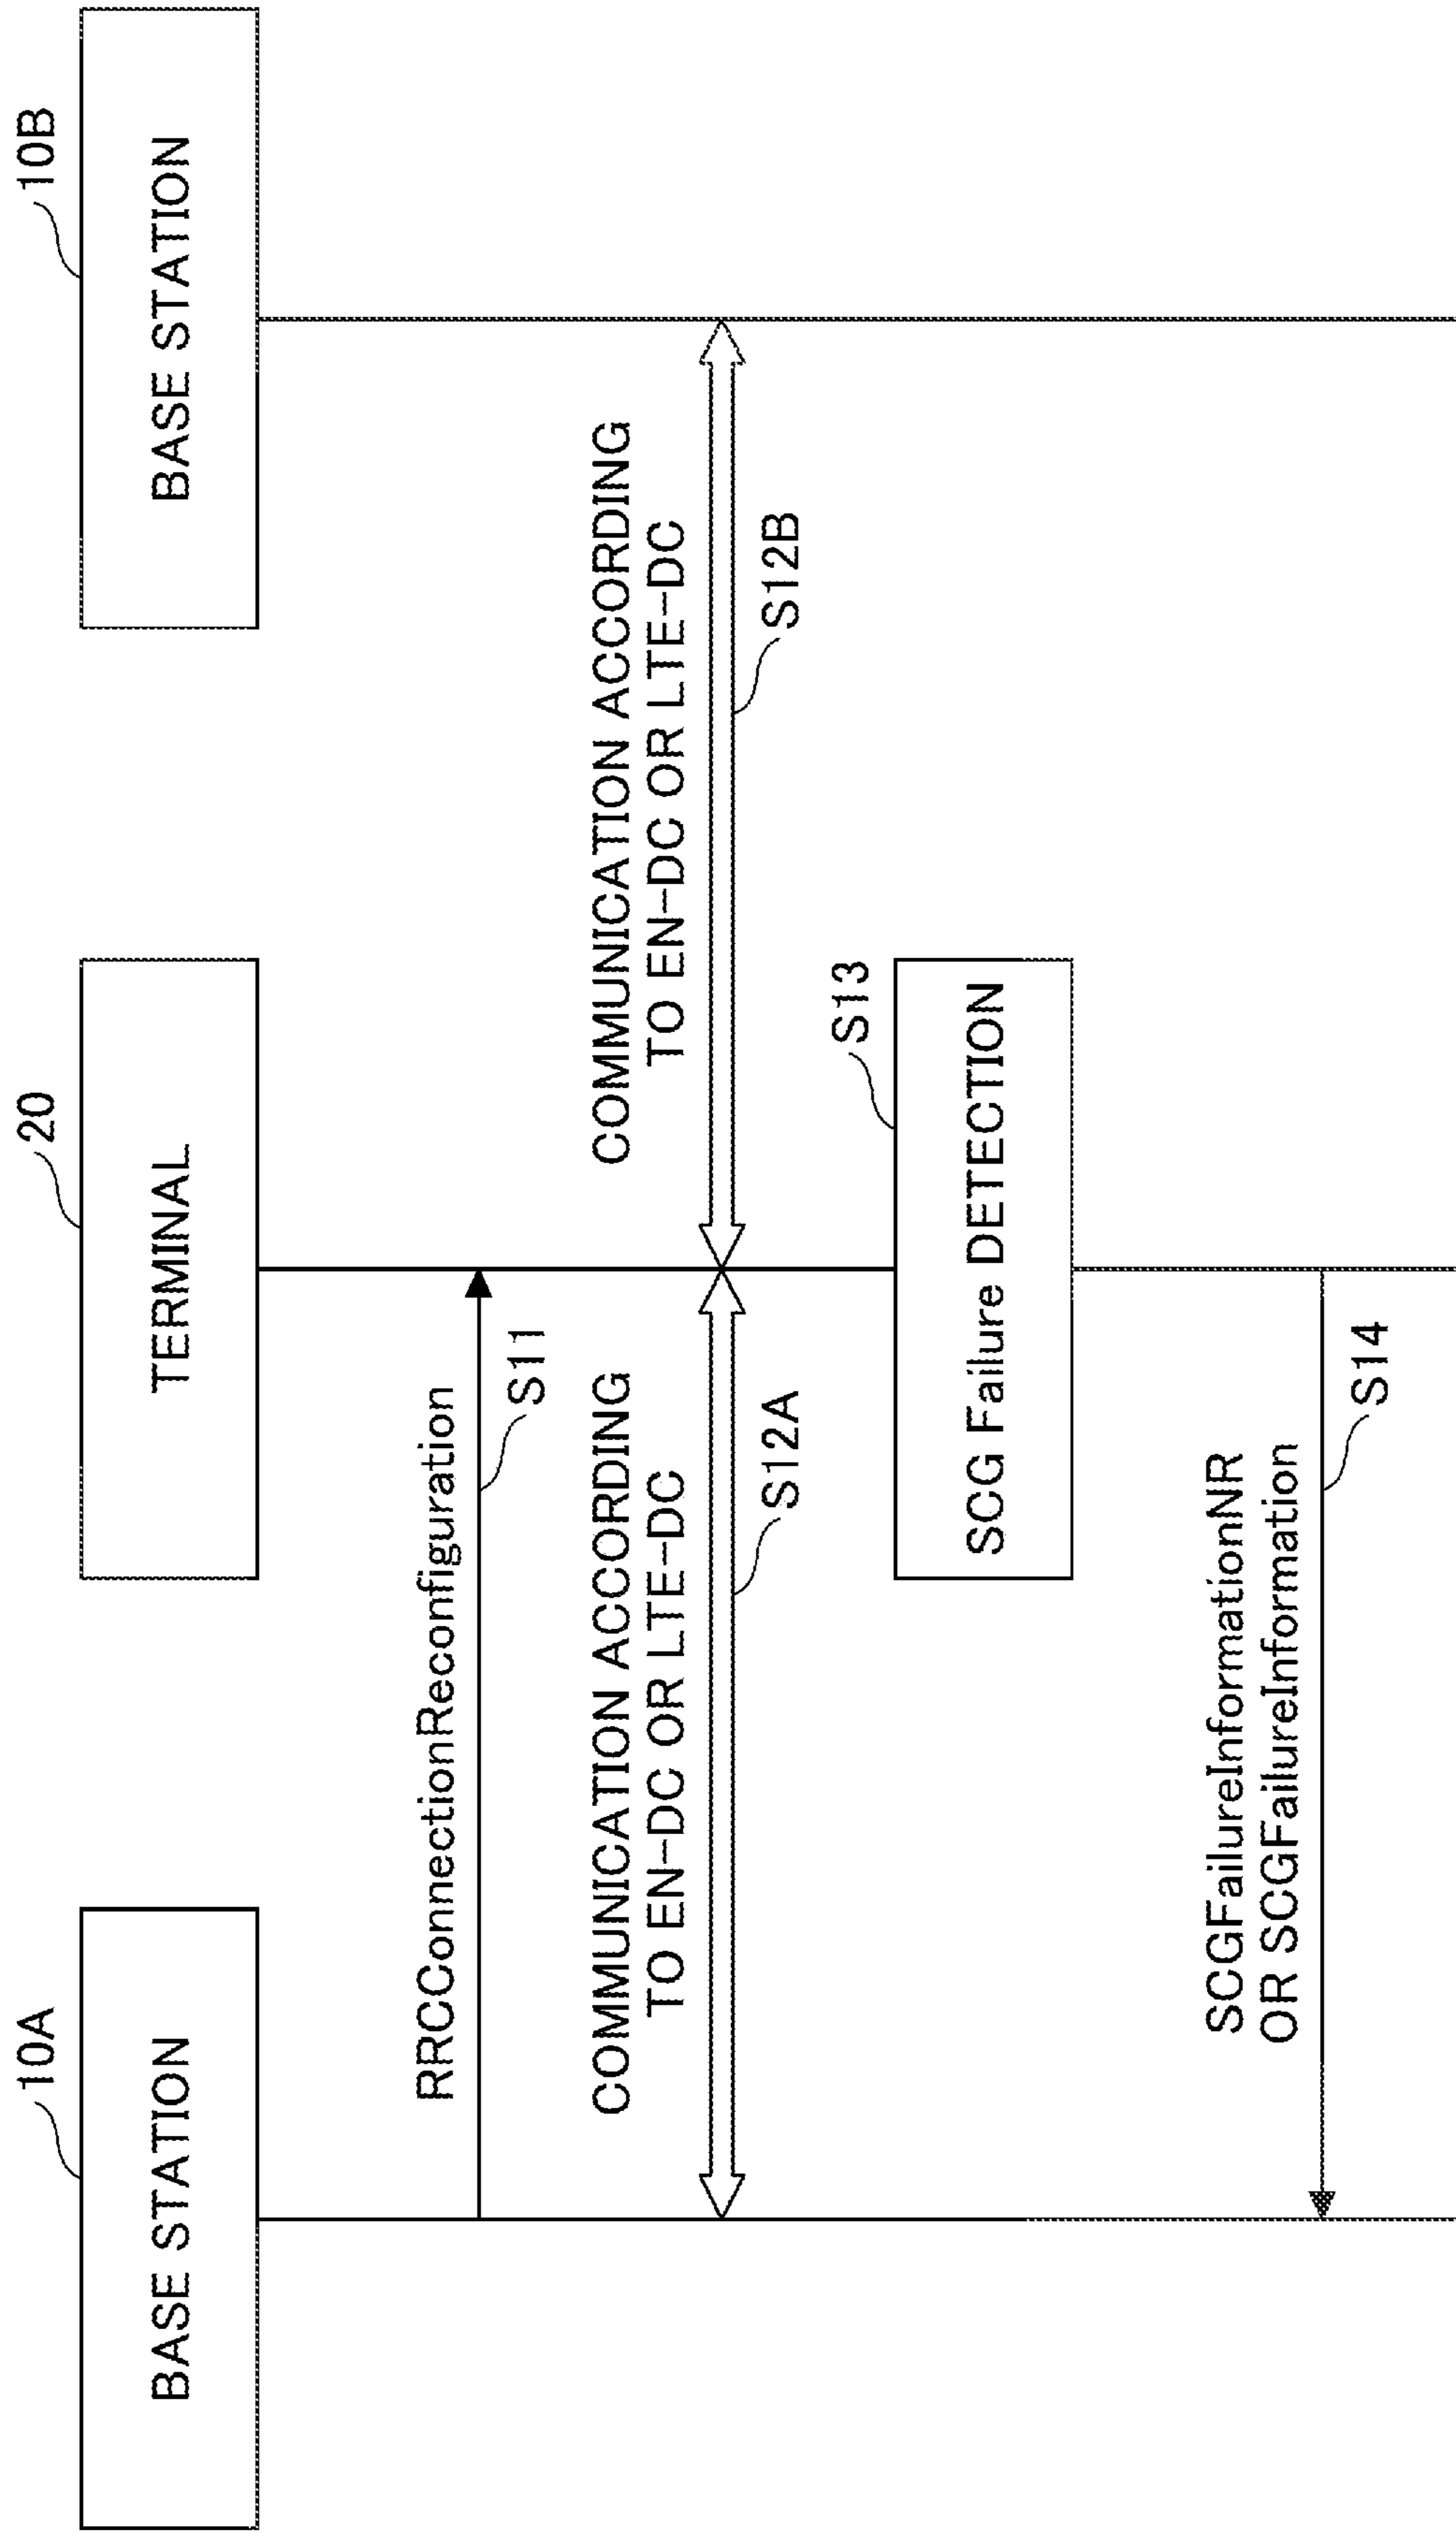 10A
BASE STATION
20
TERMINAL
10B
BASE STATION
RRCConnectionReconfiguration
S11
COMMUNICATION ACCORDING
TO EN-DC OR LTE-DC
S12A
COMMUNICATION ACCORDING
TO EN-DC OR LTE-DC
S12B
S13
SCG Failure DETECTION
SCGFailureInformationNR
OR SCGFailureInformation
S14